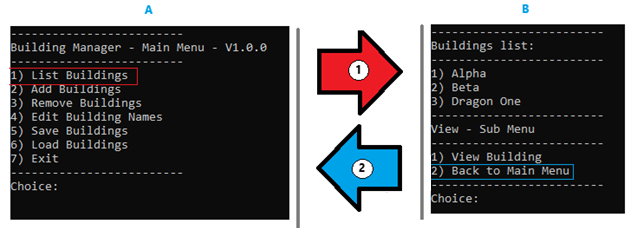 A
-------------------------
Building Manager - Main Menu - V1.0.0
-------------------------
1) List Buildings
2) Add Buildings
3) Remove Buildings
4) Edit Building Names
5) Save Buildings
6) Load Buildings
7) Exit
-------------------------
Choice:
1
2
B
-------------------------
Buildings list:
-------------------------
1) Alpha
2) Beta
3) Dragon One
-------------------------
View - Sub Menu
-------------------------
1) View Building
2) Back to Main Menu
-------------------------
Choice: